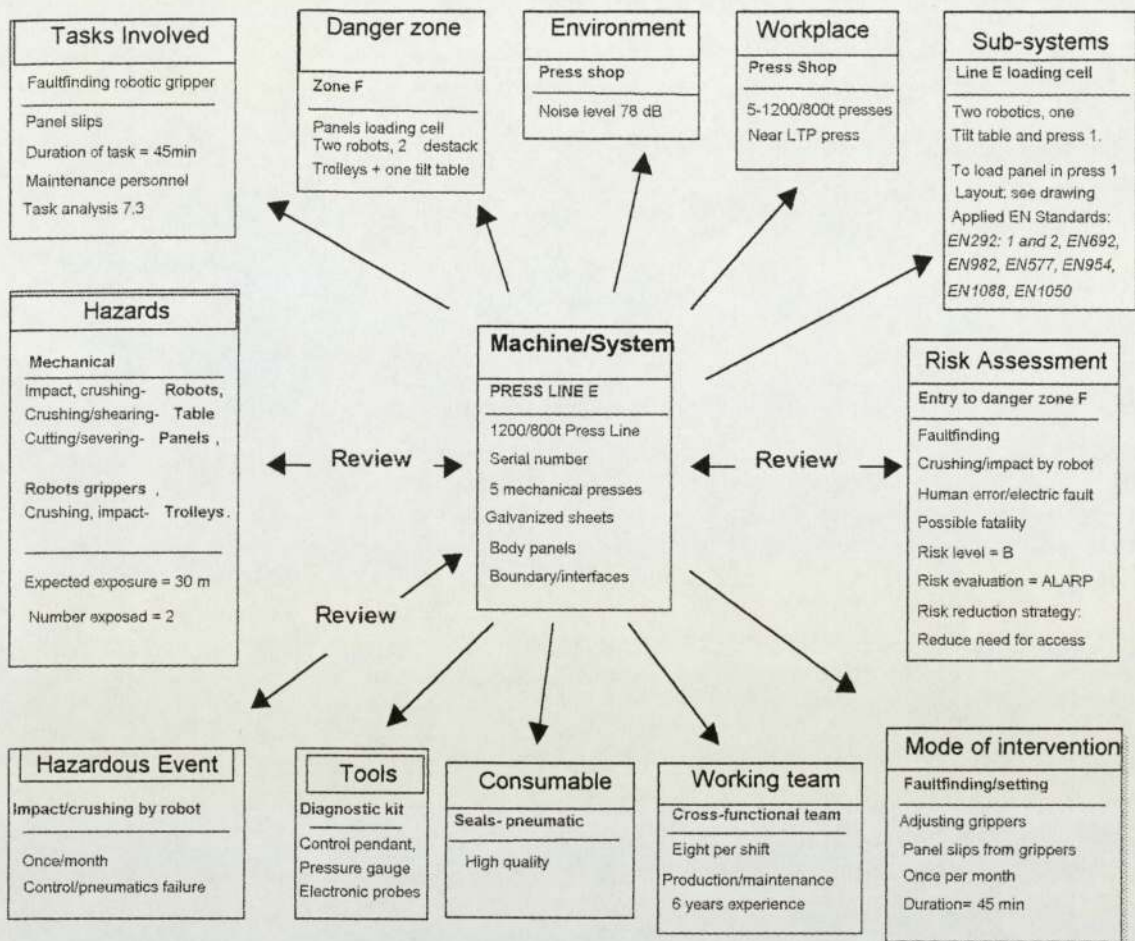 Tasks Involved
Faultfinding robotic gripper
Panel slips
Duration of task = 45min
Maintenance personnel
Task analysis 7.3
Danger zone
Zone F
Panels loading cell
Two robots, 2 destack
Trolleys + one tilt table
Environment
Press shop
Noise level 78 dB
Workplace
Press Shop
5-1200/800t presses
Near LTP press
Sub-systems
Line E loading cell
Two robotics, one
Tilt table and press 1.
To load panel in press 1
Layout: see drawing
Applied EN Standards:
EN292: 1 and 2, EN692,
EN982, EN577, EN954,
EN1088, EN1050
Hazards
Mechanical
Impact, crushing- Robots,
Crushing/shearing- Table
Cutting/severing- Panels ,
Robots grippers ,
Crushing, impact- Trolleys.
Expected exposure = 30 m
Number exposed = 2
Review
Machine/System
PRESS LINE E
1200/800t Press Line
Serial number
5 mechanical presses
Galvanized sheets
Body panels
Boundary/interfaces
Review
Risk Assessment
Entry to danger zone F
Faultfinding
Crushing/impact by robot
Human error/electric fault
Possible fatality
Risk level = B
Risk evaluation = ALARP
Risk reduction strategy:
Reduce need for access
Review
Hazardous Event
Impact/crushing by robot
Once/month
Control/pneumatics failure
Tools
Diagnostic kit
Control pendant,
Pressure gauge
Electronic probes
Consumable
Seals- pneumatic
High quality
Working team
Cross-functional team
Eight per shift
Production/maintenance
6 years experience
Mode of intervention
Faultfinding/setting
Adjusting grippers
Panel slips from grippers
Once per month
Duration= 45 min